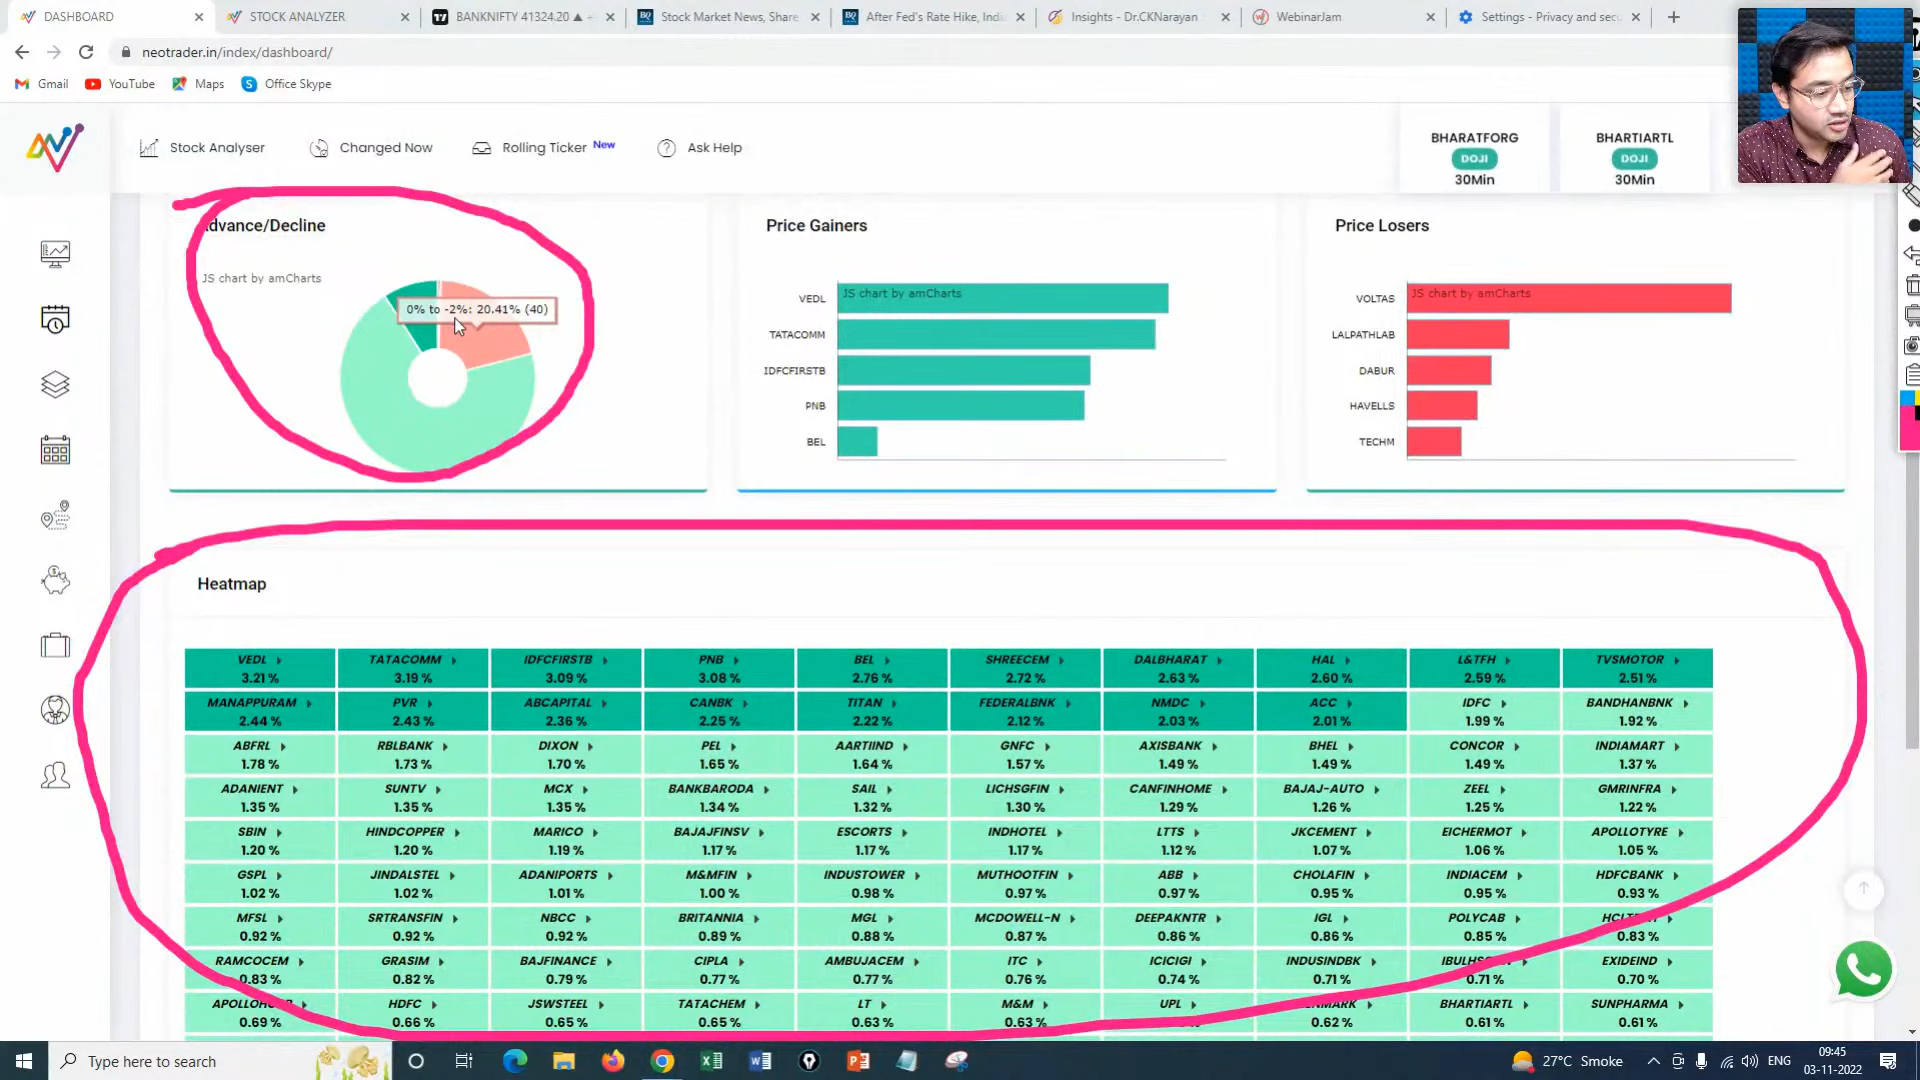 DASHBOARD
STOCK ANALYZER
BANKNIFTY 41324.20 ▲
Stock Market News, Share
After Fed's Rate Hike, Indi
Insights - Dr.CKNarayan
WebinarJam
Settings - Privacy and secu
neotrader.in/index/dashboard/
Gmail
YouTube
Maps
Office Skype
Stock Analyser
Changed Now
Rolling Ticker New
Ask Help
BHARATFORG
DOJI
30Min
BHARTIARTL
DOJI
30Min
Advance/Decline
JS chart by amCharts
0% to -2%: 20.41% (40)
Price Gainers
JS chart by amCharts
VEDL
TATACOMM
IDFCFIRSTB
PNB
BEL
Price Losers
JS chart by amCharts
VOLTAS
LALPATHLAB
DABUR
HAVELLS
TECHM
Heatmap
VEDL TATACOMM IDFCFIRSTB PNB BEL SHREECEM DALBHARAT HAL L&TFH TVSMOTOR
3.21 % 3.19 % 3.09 % 3.08 % 2.76 % 2.72 % 2.63 % 2.60 % 2.59 % 2.51 %
MANAPPURAM PVR ABCAPITAL CANBK TITAN FEDERALBNK NMDC ACC IDFC BANDHANBNK
2.44 % 2.43 % 2.36 % 2.25 % 2.22 % 2.12 % 2.03 % 2.01 % 1.99 % 1.92 %
ABFRL RBLBANK DIXON PEL AARTIIND GNFC AXISBANK BHEL CONCOR INDIAMART
1.78 % 1.73 % 1.70 % 1.65 % 1.64 % 1.57 % 1.49 % 1.49 % 1.49 % 1.37 %
ADANIENT SUNTV MCX BANKBARODA SAIL LICHSGFIN CANFINHOME BAJAJ-AUTO ZEEL GMRINFRA
1.35 % 1.35 % 1.35 % 1.34 % 1.32 % 1.30 % 1.29 % 1.26 % 1.25 % 1.22 %
SBIN HINDCOPPER MARICO BAJAJFINSV ESCORTS INDHOTEL LTTS JKCEMENT EICHERMOT APOLLOTYRE
1.20 % 1.20 % 1.19 % 1.17 % 1.17 % 1.17 % 1.12 % 1.07 % 1.06 % 1.05 %
GSPL JINDALSTEL ADANIPORTS M&MFIN INDUSTOWER MUTHOOTFIN ABB CHOLAFIN INDIACEM HDFCBANK
1.02 % 1.02 % 1.01 % 1.00 % 0.98 % 0.97 % 0.97 % 0.95 % 0.95 % 0.93 %
MFSL SRTRANSFIN NBCC BRITANNIA MGL MCDOWELL-N DEEPAKNTR IGL POLYCAB
0.92 % 0.92 % 0.92 % 0.89 % 0.88 % 0.87 % 0.86 % 0.86 % 0.85 % 0.83 %
RAMCOCEM GRASIM BAJFINANCE CIPLA AMBUJACEM ITC ICICIGI INDUSINDBK EXIDEIND
0.83 % 0.82 % 0.79 % 0.77 % 0.77 % 0.76 % 0.74 % 0.71 % 0.71 % 0.70 %
HDFC JSWSTEEL TATACHEM LT M&M UPL BHARTIARTL SUNPHARMA
0.69 % 0.66 % 0.65 % 0.65 % 0.63 % 0.63 % 0.62 % 0.61 % 0.61 %
Type here to search
27°C Smoke
ENG
09:45
03-11-2022